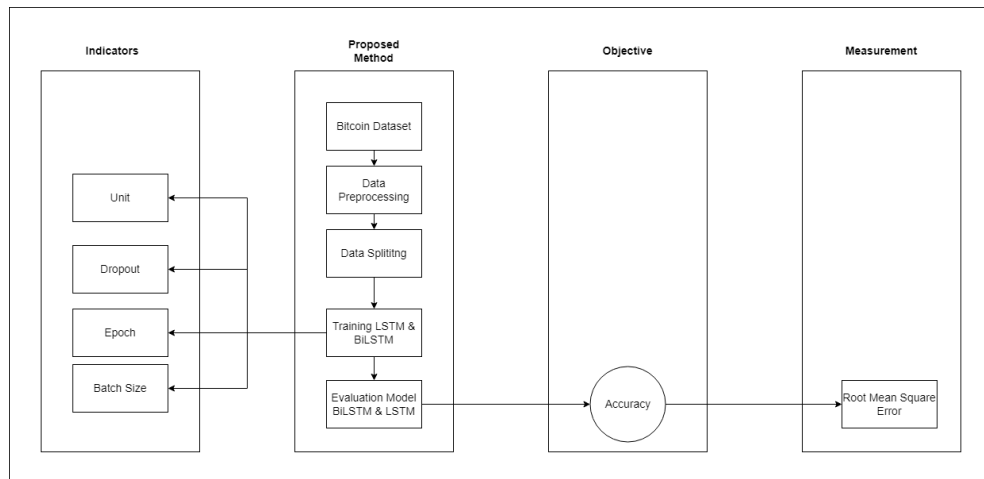 Indicators
Proposed
Method
Objective
Measurement
Bitcoin Dataset
Data
Preprocessing
Data Splititng
Training LSTM &
BiLSTM
Evaluation Model
BiLSTM & LSTM
Unit
Dropout
Epoch
Batch Size
Accuracy
Root Mean Square
Error